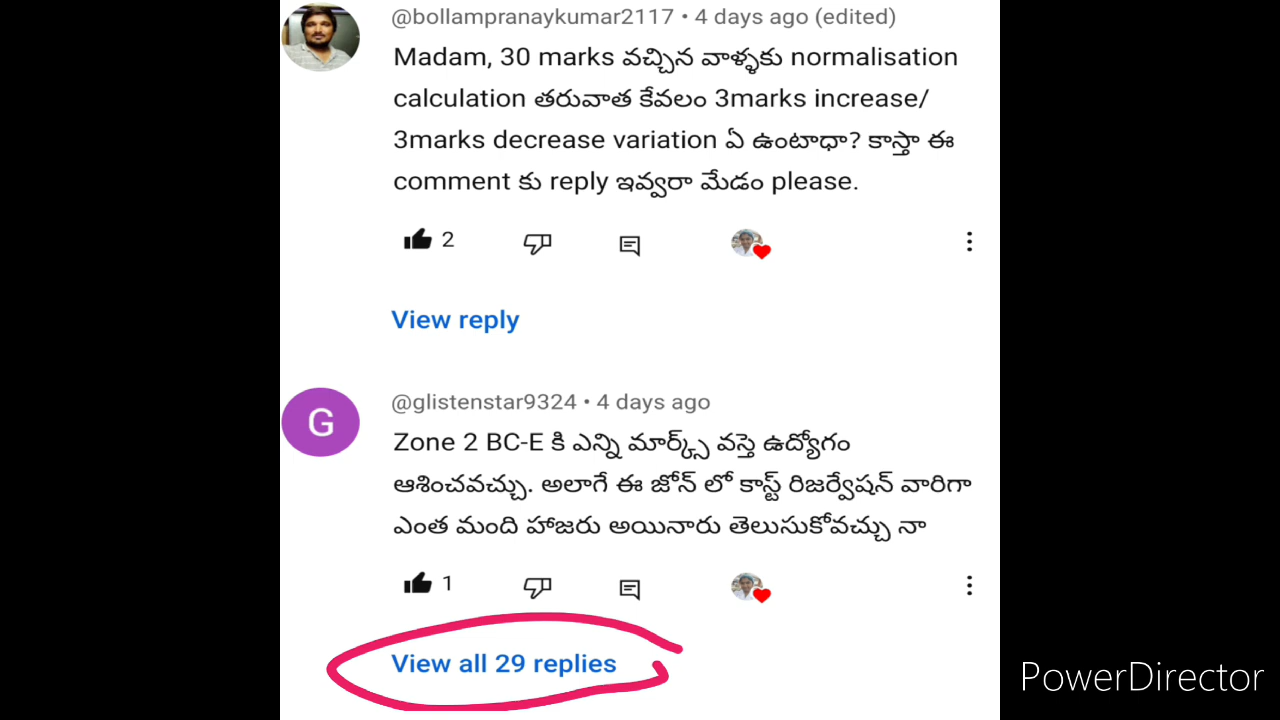 @bollampranaykumar2117 • 4 days ago (edited)
Madam, 30 marks వచ్చిన వాళ్ళకు normalisation
calculation తరువాత కేవలం 3marks increase/
3marks decrease variation ఏ ఉంటాధా? కాస్తా ఈ
comment కు reply ఇవ్వరా మేడం please.
2
View reply
G
@glistenstar9324 • 4 days ago
Zone 2 BC-E కి ఎన్ని మార్క్స్ వస్తె ఉద్యోగం
ఆశించవచ్చు. అలాగే ఈ జోన్ లో కాస్ట్ రిజర్వేషన్ వారిగా
ఎంత మంది హాజరు అయినారు తెలుసుకోవచ్చు నా
1
View all 29 replies
PowerDirector